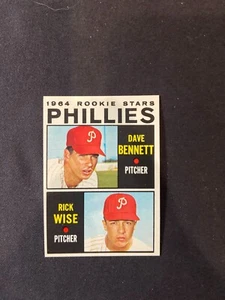 1964 ROOKIE STARS
PHILLIES
DAVE
BENNETT
PITCHER
RICK
WISE
PITCHER
P
P